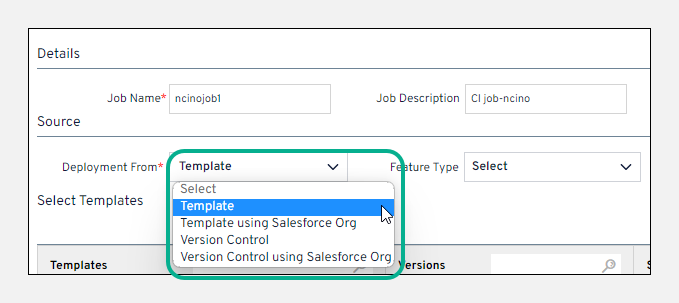 Details
Job Name* ncinojob1 Job Description CI job-ncino
Source
Deployment From* Template Feature Type Select
Select
Select Templates
Template
Template using Salesforce Org
Version Control
Version Control using Salesforce Org
Templates Versions S